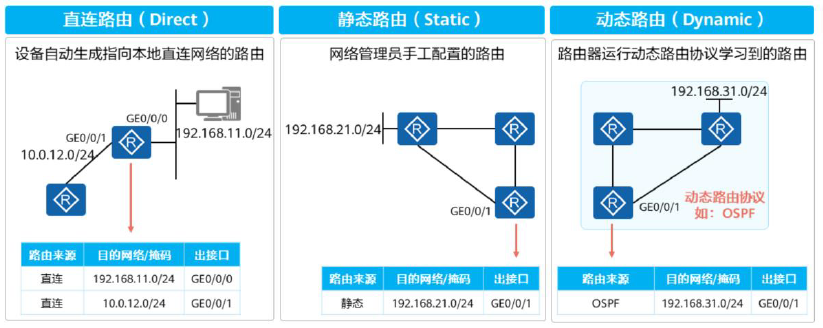 直连路由（Direct）
设备自动生成指向本地直连网络的路由
GE0/0/0
GE0/0/1
192.168.11.0/24
10.0.12.0/24
R
R
路由来源 目的网络/掩码 出接口
直连 192.168.11.0/24 GE0/0/0
直连 10.0.12.0/24 GE0/0/1
静态路由（Static）
网络管理员手工配置的路由
192.168.21.0/24
R
R
R
GE0/0/1
路由来源 目的网络/掩码 出接口
静态 192.168.21.0/24 GE0/0/1
动态路由（Dynamic）
路由器运行动态路由协议学习到的路由
192.168.31.0/24
R
R
R
GE0/0/1
动态路由协议
如：OSPF
路由来源 目的网络/掩码 出接口
OSPF 192.168.31.0/24 GE0/0/1